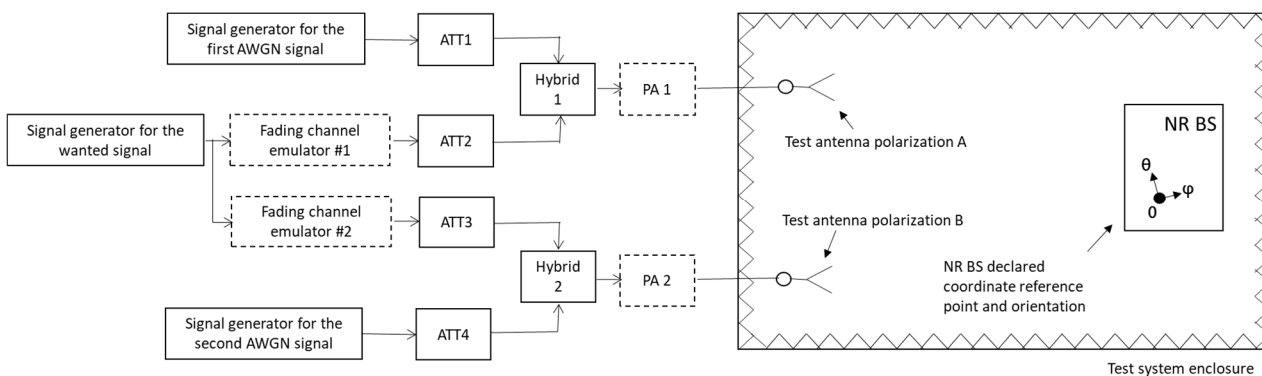 Signal generator for the
first AWGN signal
ATT1
Hybrid
1
PA 1
Signal generator for the
wanted signal
Fading channel
emulator #1
ATT2
Fading channel
emulator #2
ATT3
Hybrid
2
PA 2
Signal generator for the
second AWGN signal
ATT4
Test antenna polarization A
Test antenna polarization B
NR BS
θ
φ
0
NR BS declared
coordinate reference
point and orientation
Test system enclosure